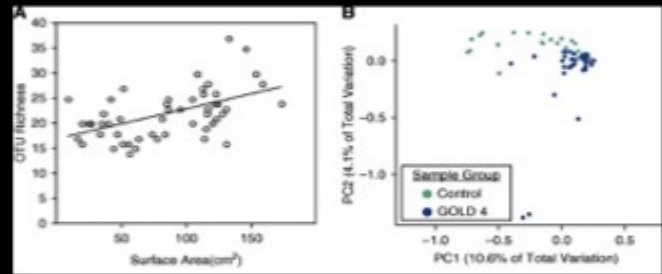 A
OTU Richness
40
35
30
25
20
15
10
5
0
50
100
150
Surface Area(cm²)
B
PC2 (4.1% of Total Variation)
0.0
−0.5
−1.0
Sample Group
Control
GOLD 4
−1.0
−0.5
0.0
0.5
PC1 (10.6% of Total Variation)